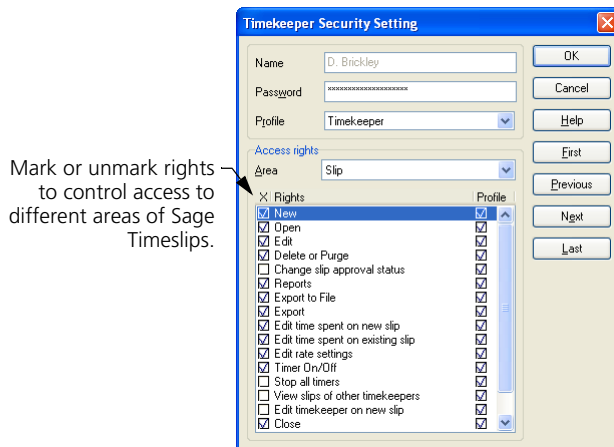 Timekeeper Security Setting
Name D. Brickley
Password xxxxxxxxxxxxxxxxxxxx
Profile Timekeeper
OK
Cancel
Help
First
Previous
Next
Last
Access rights
Area Slip
Mark or unmark rights
to control access to
different areas of Sage
Timeslips.
X Rights Profile
New
Open
Edit
Delete or Purge
Change slip approval status
Reports
Export to File
Export
Edit time spent on new slip
Edit time spent on existing slip
Edit rate settings
Timer On/Off
Stop all timers
View slips of other timekeepers
Edit timekeeper on new slip
Close